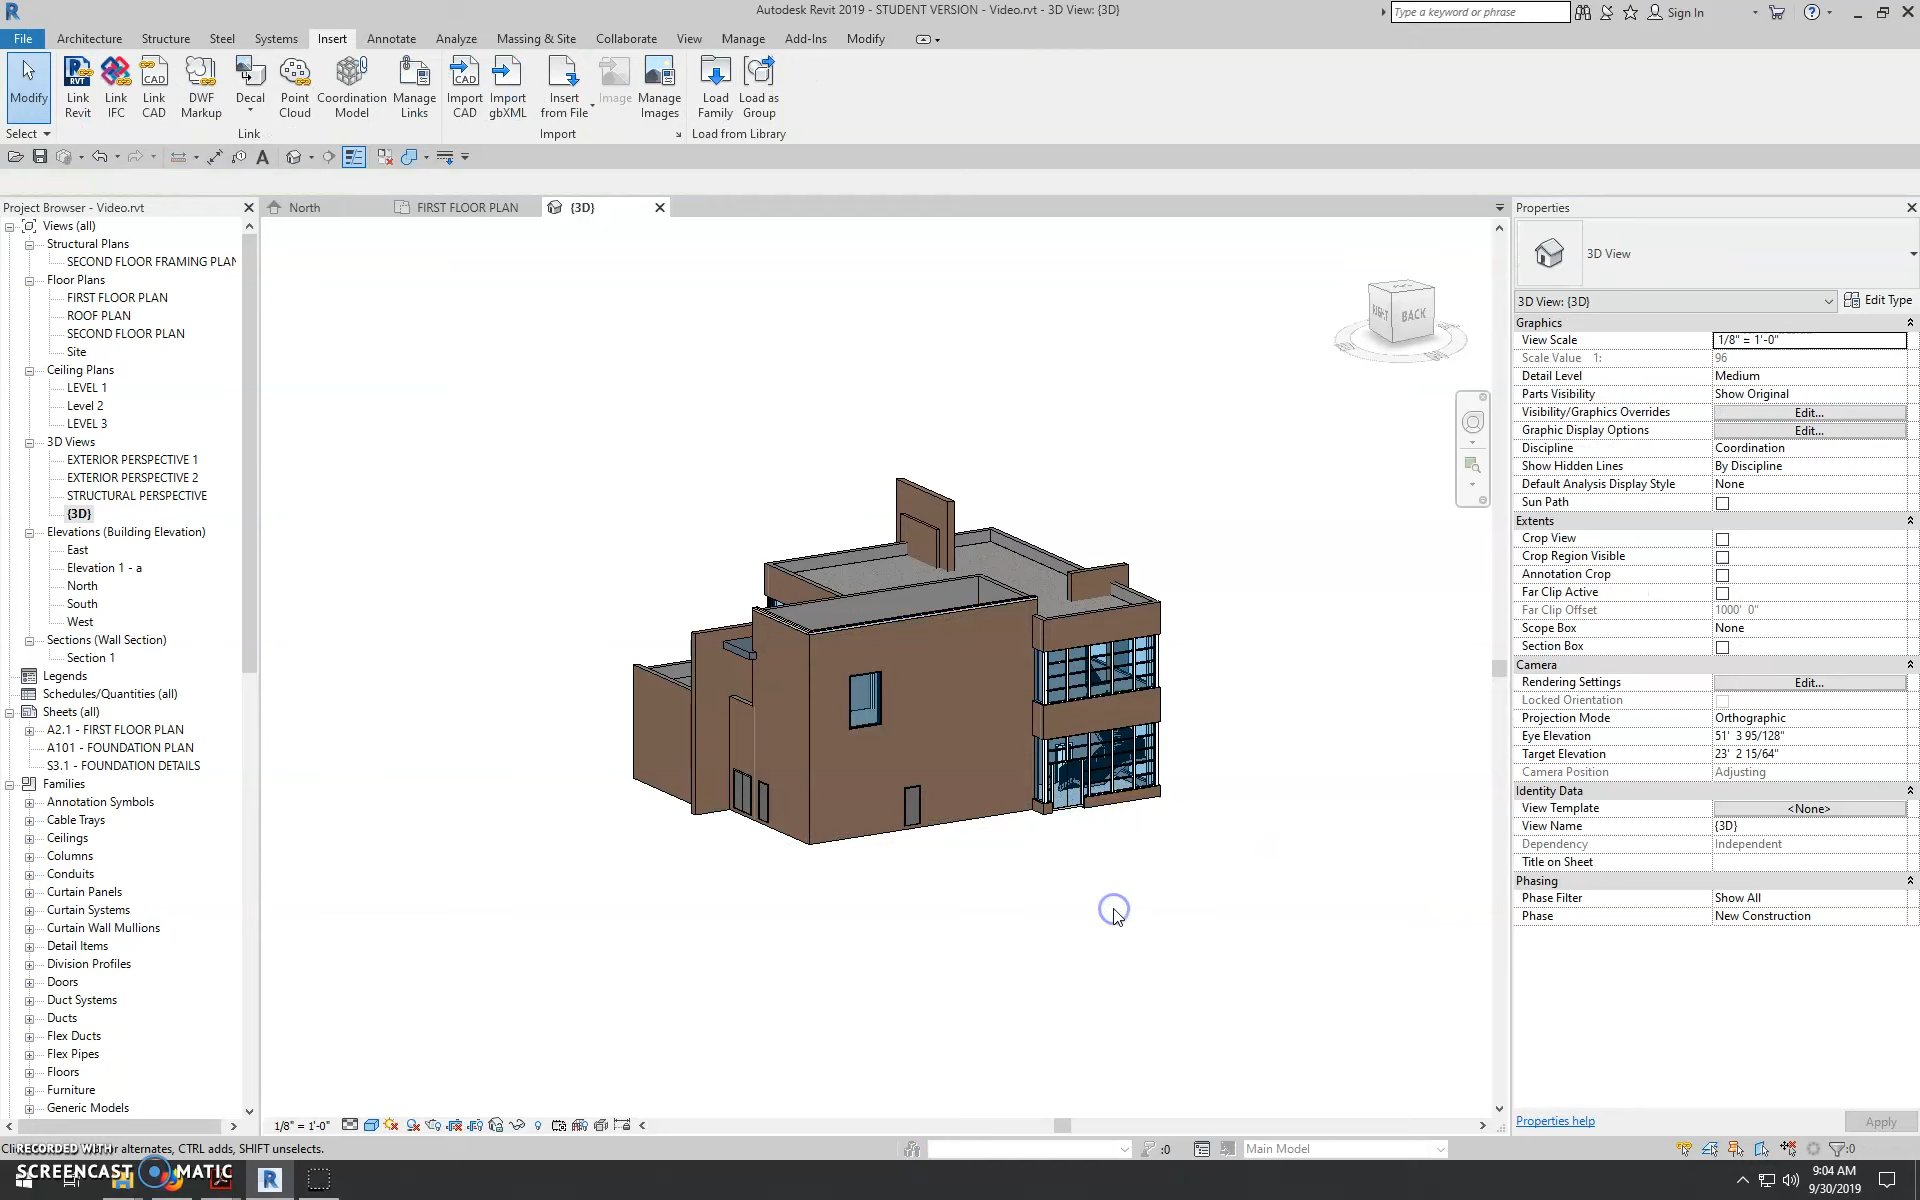 Autodesk Revit 2019 - STUDENT VERSION - Video.rvt - 3D View: {3D}
Type a keyword or phrase
Sign In
File Architecture Structure Steel Systems Insert Annotate Analyze Massing & Site Collaborate View Manage Add-Ins Modify
Modify
Link Revit
Link IFC
Link CAD
DWF Markup
Decal
Point Cloud
Coordination Model
Manage Links
Import CAD
Import gbXML
Insert from File
Image
Manage Images
Load Family
Load as Group
Select
Link
Import
Load from Library
Project Browser - Video.rvt
Views (all)
Structural Plans
SECOND FLOOR FRAMING PLAN
Floor Plans
FIRST FLOOR PLAN
ROOF PLAN
SECOND FLOOR PLAN
Site
Ceiling Plans
LEVEL 1
Level 2
LEVEL 3
3D Views
EXTERIOR PERSPECTIVE 1
EXTERIOR PERSPECTIVE 2
STRUCTURAL PERSPECTIVE
{3D}
Elevations (Building Elevation)
East
Elevation 1 - a
North
South
West
Sections (Wall Section)
Section 1
Legends
Schedules/Quantities (all)
Sheets (all)
A2.1 - FIRST FLOOR PLAN
A101 - FOUNDATION PLAN
S3.1 - FOUNDATION DETAILS
Families
Annotation Symbols
Cable Trays
Ceilings
Columns
Conduits
Curtain Panels
Curtain Systems
Curtain Wall Mullions
Detail Items
Division Profiles
Doors
Duct Systems
Ducts
Flex Ducts
Flex Pipes
Floors
Furniture
Generic Models
North
FIRST FLOOR PLAN
{3D}
RIGHT
BACK
Properties
3D View
3D View: {3D}
Edit Type
Graphics
View Scale 1/8" = 1'-0"
Scale Value 1: 96
Detail Level Medium
Parts Visibility Show Original
Visibility/Graphics Overrides Edit...
Graphic Display Options Edit...
Discipline Coordination
Show Hidden Lines By Discipline
Default Analysis Display Style None
Sun Path
Extents
Crop View
Crop Region Visible
Annotation Crop
Far Clip Active
Far Clip Offset 1000' 0"
Scope Box None
Section Box
Camera
Rendering Settings Edit...
Locked Orientation
Projection Mode Orthographic
Eye Elevation 51' 3 95/128"
Target Elevation 23' 2 15/64"
Camera Position Adjusting
Identity Data
View Template <None>
View Name {3D}
Dependency Independent
Title on Sheet
Phasing
Phase Filter Show All
Phase New Construction
Properties help
Apply
1/8" = 1'-0"
r alternates, CTRL adds, SHIFT unselects.
:0
Main Model
:0
RECORDED WITH
SCREENCAST MATIC
9:04 AM
9/30/2019